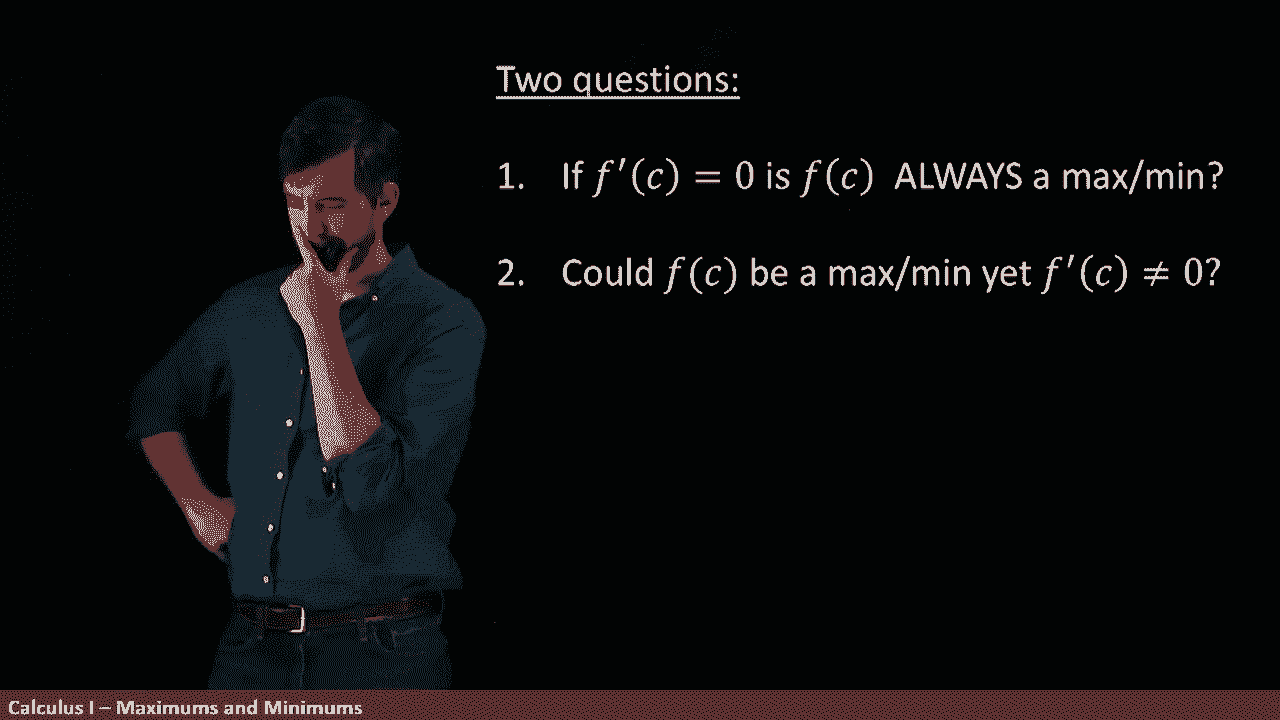 Two questions:
1. If f′(c) = 0 is f(c) ALWAYS a max/min?
2. Could f(c) be a max/min yet f′(c) ≠ 0?
Calculus I – Maximums and Minimums